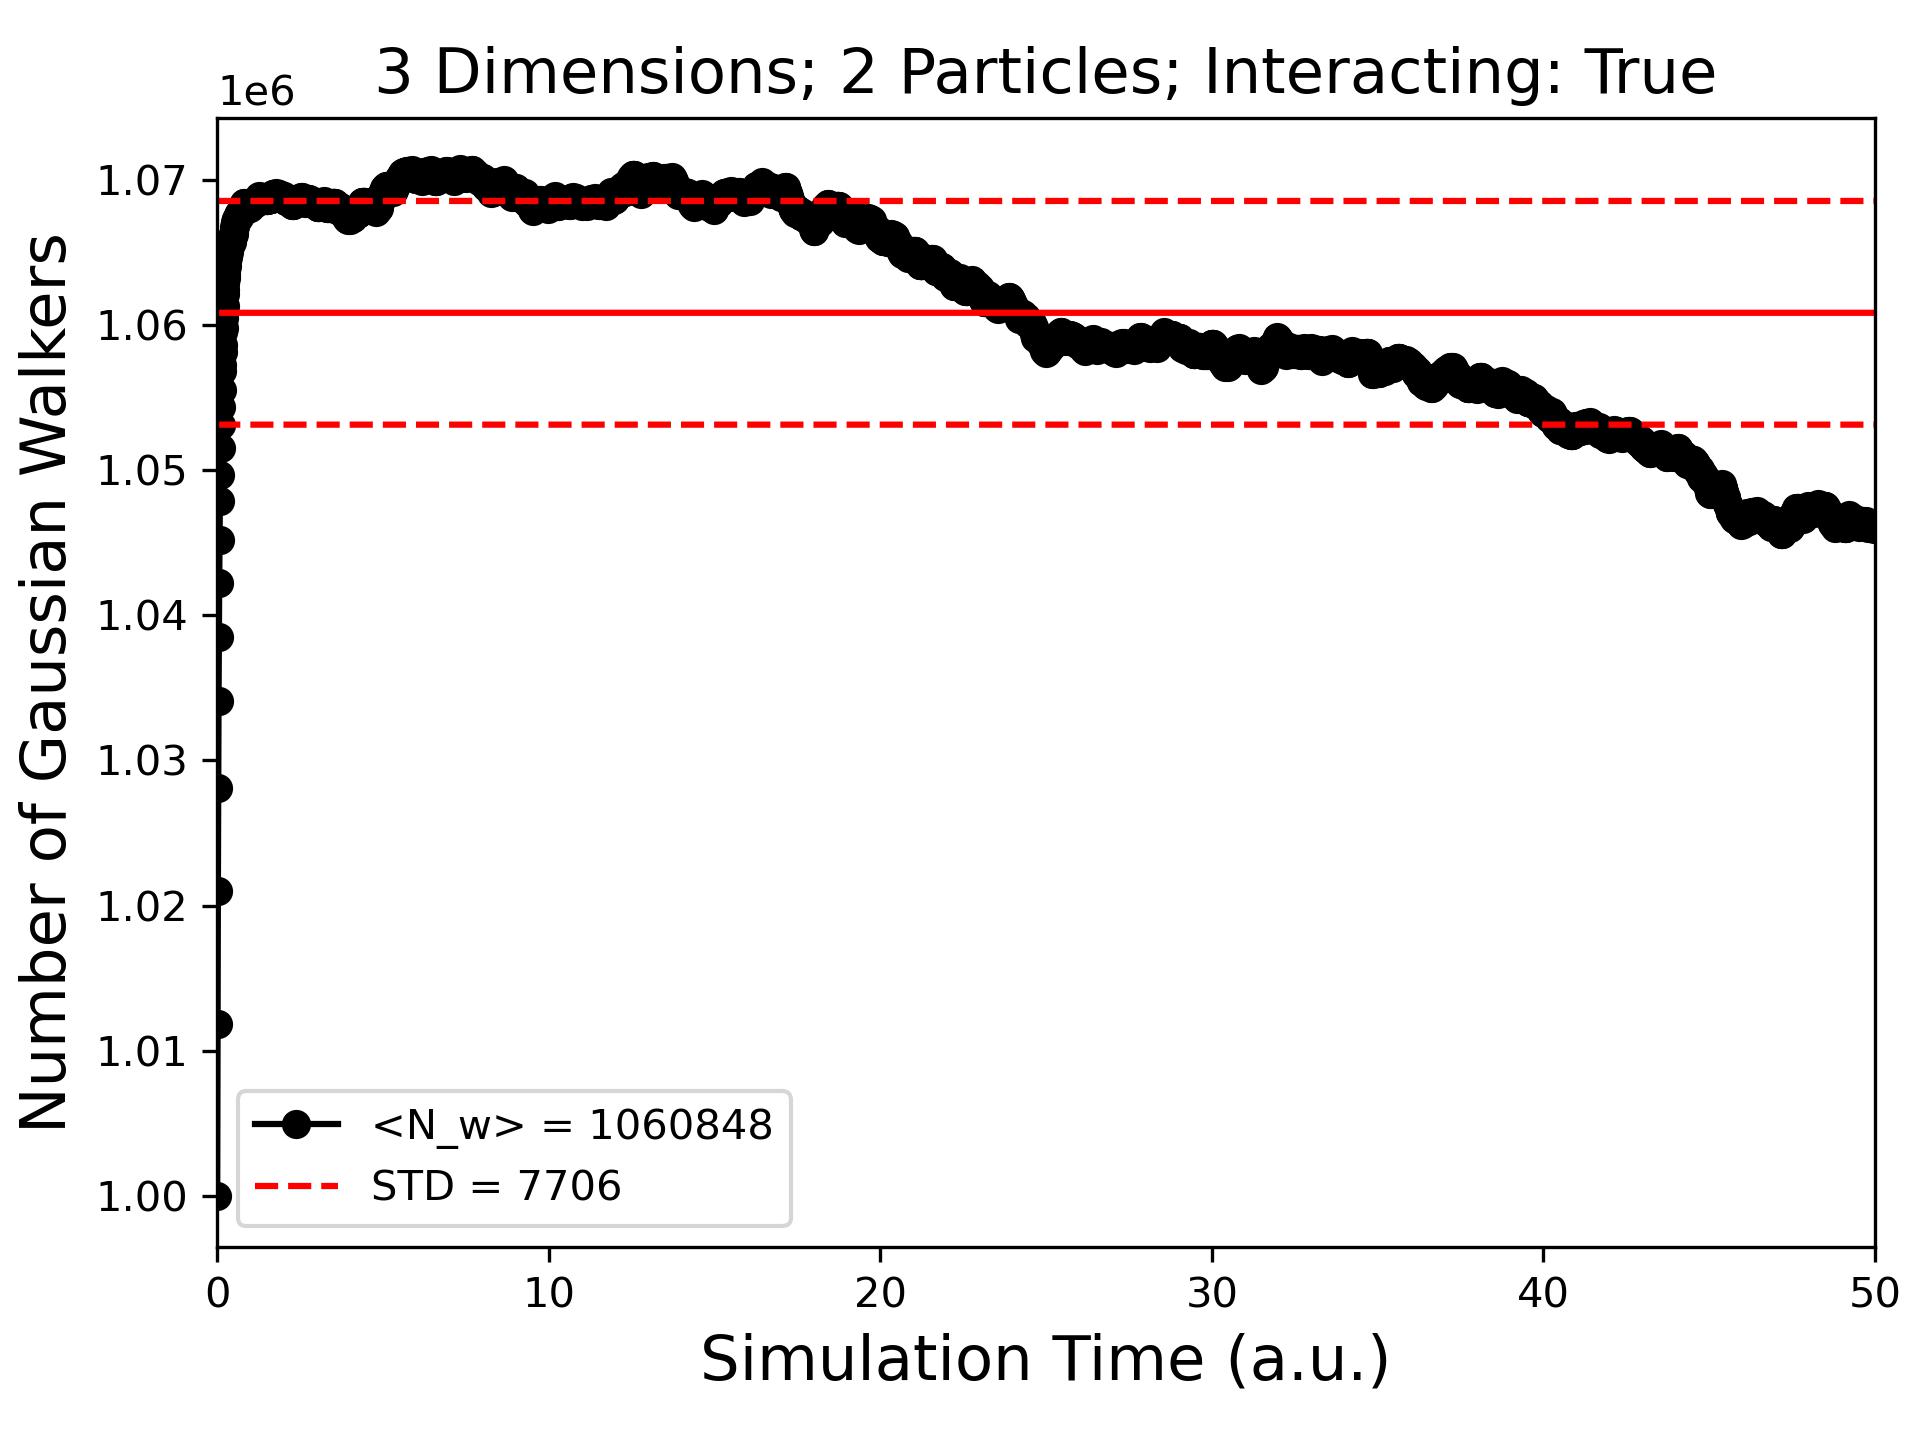 3 Dimensions; 2 Particles; Interacting: True
1e6
1.07
1.06
1.05
1.04
1.03
1.02
1.01
1.00
Number of Gaussian Walkers
<N_w> = 1060848
STD = 7706
0 10 20 30 40 50
Simulation Time (a.u.)